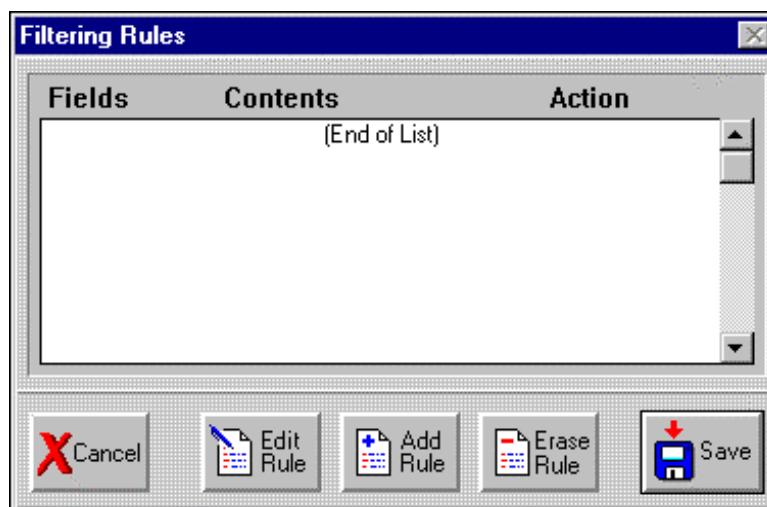 Filtering Rules
Fields Contents Action
(End of List)
Cancel
Edit
Rule
Add
Rule
Erase
Rule
Save